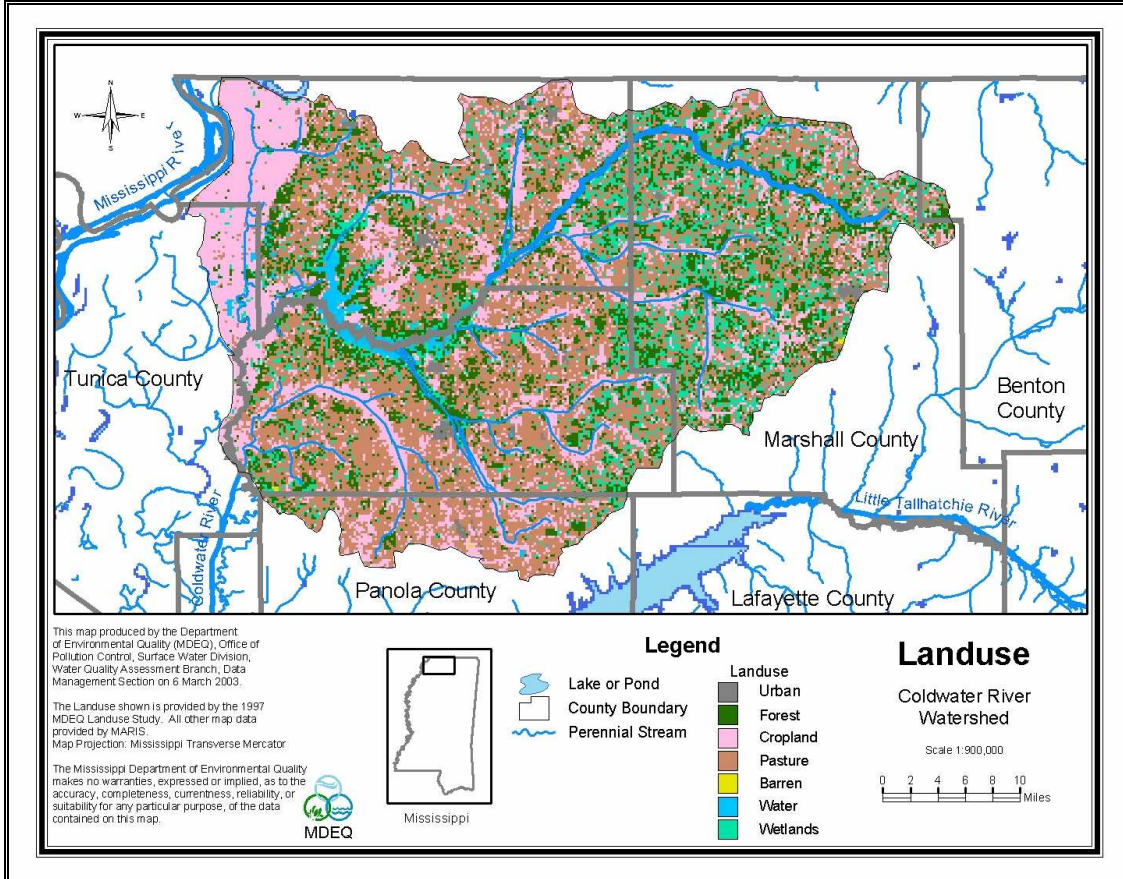 N
W
E
S
Mississippi River
Tunica County
Coldwater River
Panola County
Lafayette County
Little Tallhatchie River
Marshall County
Benton
County
This map produced by the Department
of Environmental Quality (MDEQ), Office of
Pollution Control, Surface Water Division,
Water Quality Assessment Branch, Data
Management Section on 6 March 2003.
The Landuse shown is provided by the 1997
MDEQ Landuse Study. All other map data
provided by MARIS.
Map Projection: Mississippi Transverse Mercator
The Mississippi Department of Environmental Quality
makes no warranties, expressed or implied, as to the
accuracy, completeness, currentness, reliability, or
suitability for any particular purpose, of the data
contained on this map.
MDEQ
Mississippi
Legend
Lake or Pond
County Boundary
Perennial Stream
Landuse
Urban
Forest
Cropland
Pasture
Barren
Water
Wetlands
Landuse
Coldwater River
Watershed
Scale 1:900,000
0 2 4 6 8 10
Miles